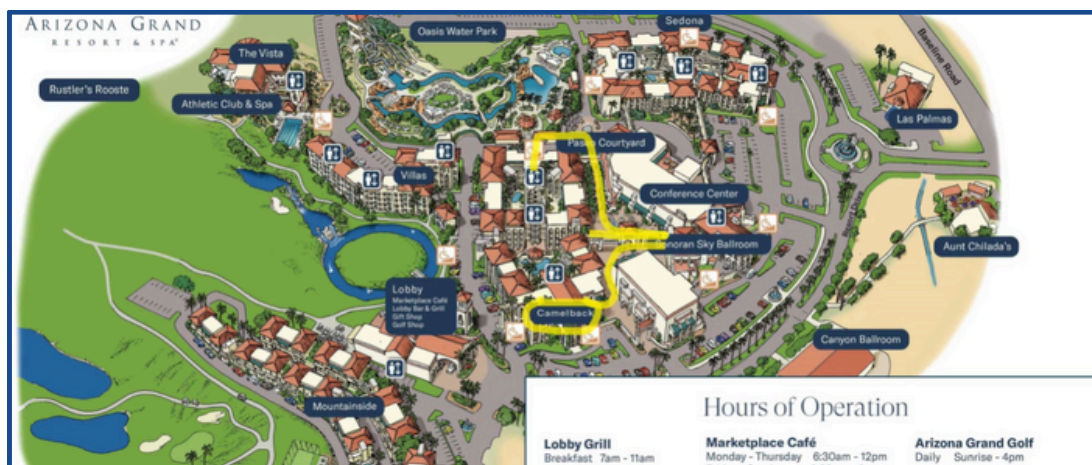 ARIZONA GRAND
RESORT & SPA
Sedona
Oasis Water Park
The Vista
Baseline Road
Rustler's Rooste
Athletic Club & Spa
Las Palmas
Courtyard
Villas
Conference Center
Sky Ballroom
Aunt Chilada's
Lobby
Marketplace Café
Lobby Bar & Grill
Gift Shop
Golf Shop
Camelback
Canyon Ballroom
Mountainside
Hours of Operation
Lobby Grill
Breakfast 7am - 11am
Marketplace Café
Monday - Thursday 6:30am - 12pm
Arizona Grand Golf
Daily Sunrise - 4pm